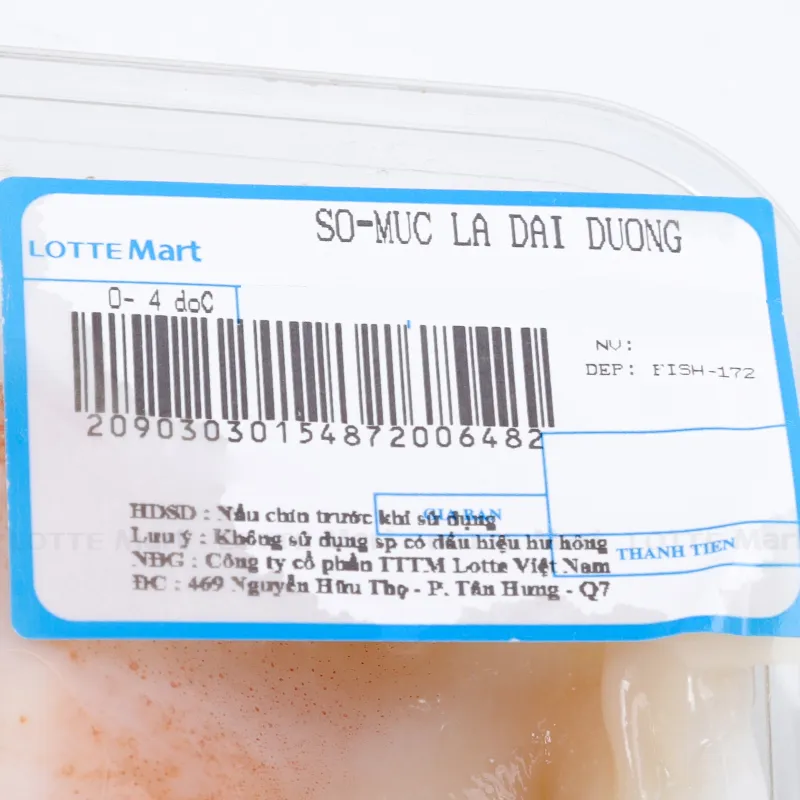 SO-MUC LA DAI DUONG
LOTTE Mart
0- 4 doC
NV:
DEP: FISH-172
2090303015487200648​2
GIA BAN
HDSD : Nấu chín trước khi sử dụng
Lưu ý : Không sử dụng sp có dấu hiệu hư hỏng
THANH TIEN
NĐG : Công ty cổ phần TTTM Lotte Việt Nam
ĐC : 469 Nguyễn Hữu Thọ - P. Tân Hưng - Q7